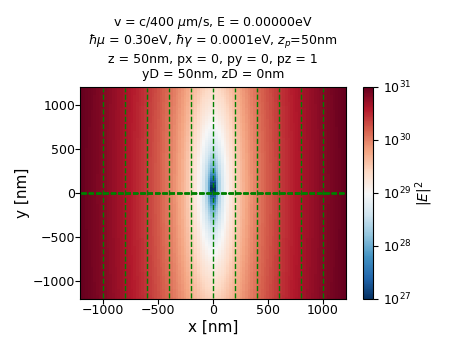 v = c/400 μm/s, E = 0.00000eV
ħμ = 0.30eV, ħγ = 0.0001eV, z_p=50nm
z = 50nm, px = 0, py = 0, pz = 1
yD = 50nm, zD = 0nm
1000
500
0
−500
−1000
y [nm]
−1000 −500 0 500 1000
x [nm]
10^31
10^30
10^29
10^28
10^27
|E|^2